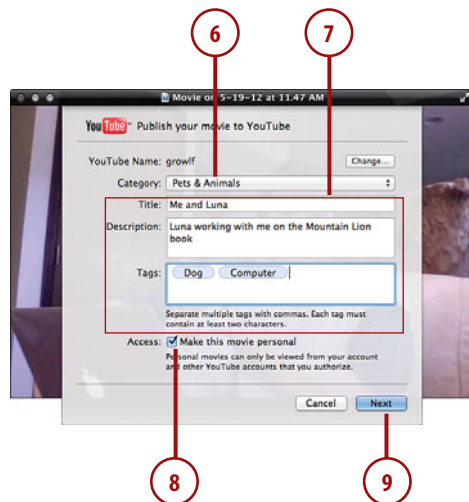 6
7
Movie on 5-19-12 at 11.47 AM
YouTube™ Publish your movie to YouTube
YouTube Name: growlf
Change...
Category: Pets & Animals
Title: Me and Luna
Description: Luna working with me on the Mountain Lion
book
Tags: Dog Computer
Separate multiple tags with commas. Each tag must
contain at least two characters.
Access: Make this movie personal
Personal movies can only be viewed from your account
and other YouTube accounts that you authorize.
Cancel Next
8
9